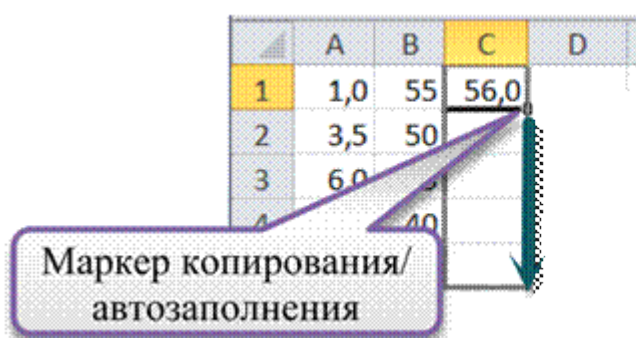 A B C D
1 1,0 55 56,0
2 3,5 50
3 6,0
4 40
Маркер копирования/
автозаполнения